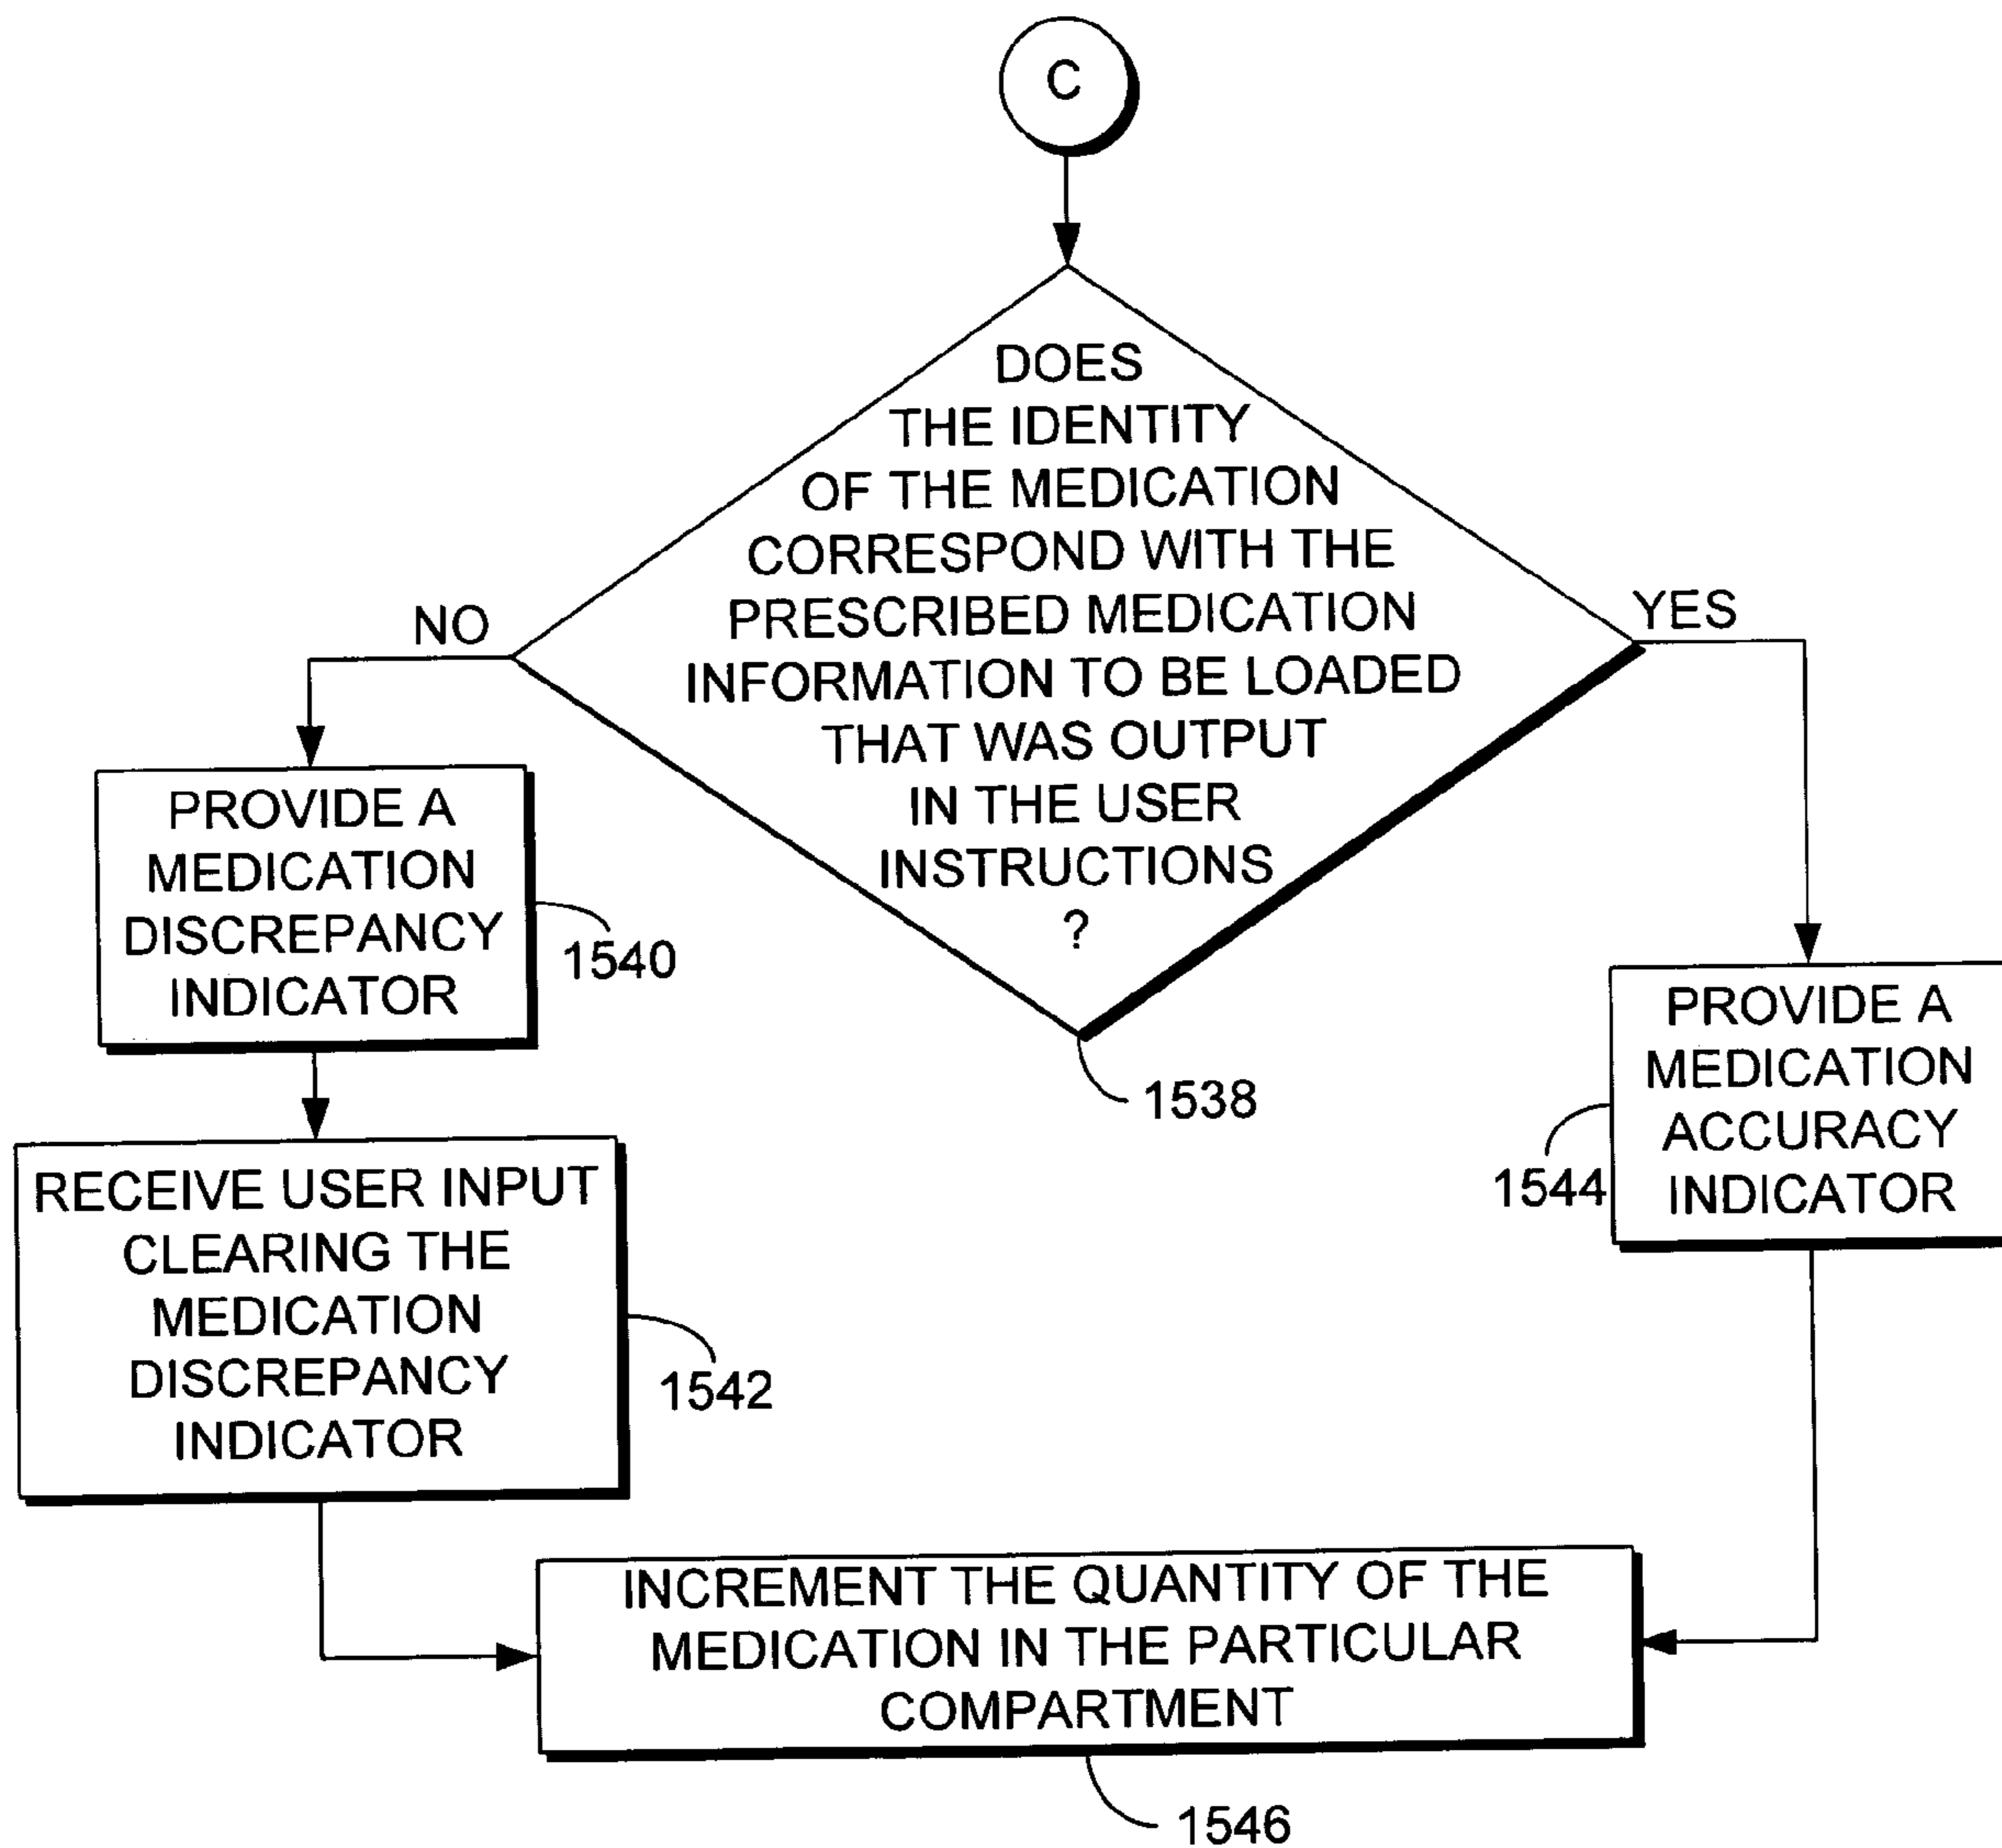 C
DOES
THE IDENTITY
OF THE MEDICATION
CORRESPOND WITH THE
PRESCRIBED MEDICATION
INFORMATION TO BE LOADED
THAT WAS OUTPUT
IN THE USER
INSTRUCTIONS
?
NO
YES
1538
PROVIDE A
MEDICATION
DISCREPANCY
INDICATOR
1540
PROVIDE A
MEDICATION
ACCURACY
INDICATOR
1544
RECEIVE USER INPUT
CLEARING THE
MEDICATION
DISCREPANCY
INDICATOR
1542
INCREMENT THE QUANTITY OF THE
MEDICATION IN THE PARTICULAR
COMPARTMENT
1546